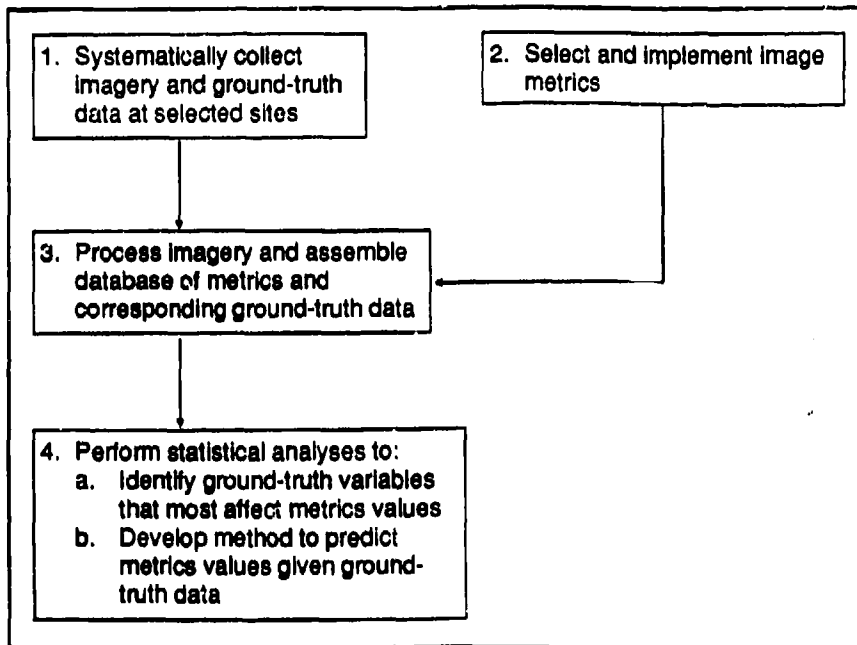 1. Systematically collect
imagery and ground-truth
data at selected sites
2. Select and implement image
metrics
3. Process imagery and assemble
database of metrics and
corresponding ground-truth data
4. Perform statistical analyses to:
a. Identify ground-truth variables
that most affect metrics values
b. Develop method to predict
metrics values given ground-
truth data